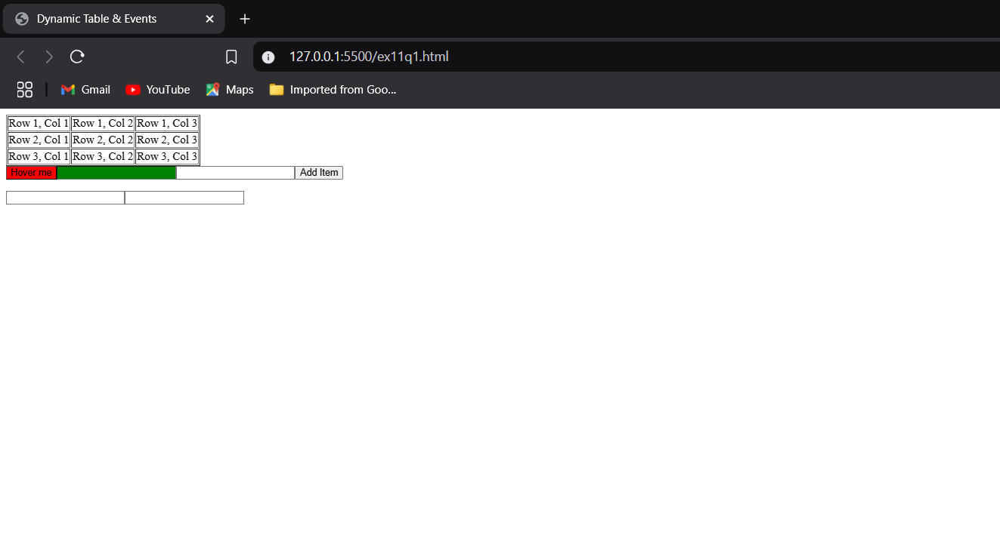 Dynamic Table & Events
127.0.0.1:5500/ex11q1.html
Gmail YouTube Maps Imported from Goo...
Row 1, Col 1 Row 1, Col 2 Row 1, Col 3
Row 2, Col 1 Row 2, Col 2 Row 2, Col 3
Row 3, Col 1 Row 3, Col 2 Row 3, Col 3
Hover me Add Item